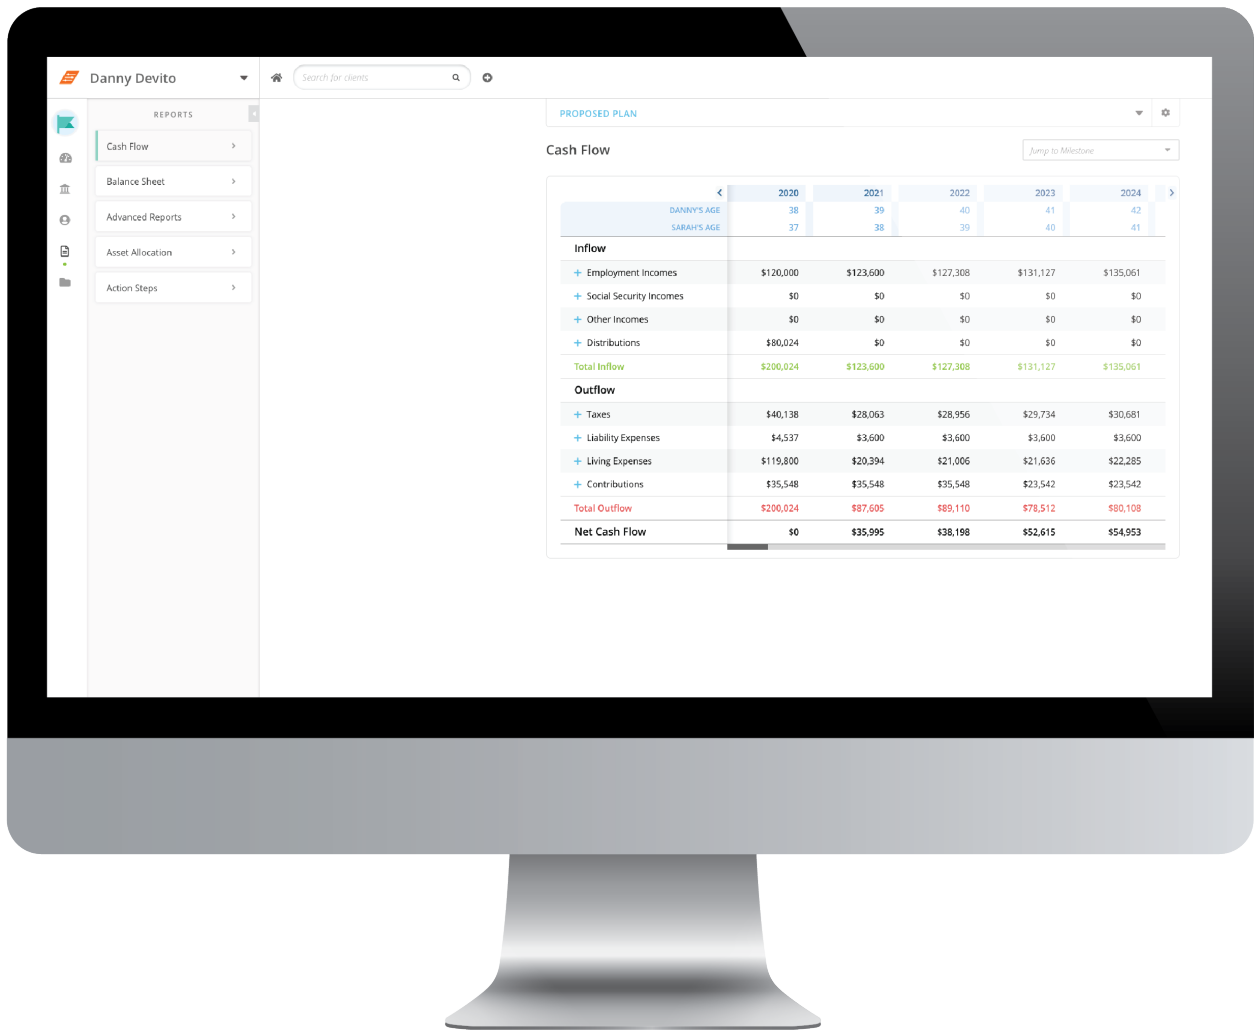 Danny Devito
Search for clients
REPORTS
Cash Flow
Balance Sheet
Advanced Reports
Asset Allocation
Action Steps
PROPOSED PLAN
Cash Flow
Jump to Milestone
2020 2021 2022 2023 2024
DANNY'S AGE 38 39 40 41 42
SARAH'S AGE 37 38 39 40 41
Inflow
+ Employment Incomes $120,000 $123,600 $127,308 $131,127 $135,061
+ Social Security Incomes $0 $0 $0 $0 $0
+ Other Incomes $0 $0 $0 $0 $0
+ Distributions $80,024 $0 $0 $0 $0
Total Inflow $200,024 $123,600 $127,308 $131,127 $135,061
Outflow
+ Taxes $40,138 $28,063 $28,956 $29,734 $30,681
+ Liability Expenses $4,537 $3,600 $3,600 $3,600 $3,600
+ Living Expenses $119,800 $20,394 $21,006 $21,636 $22,285
+ Contributions $35,548 $35,548 $35,548 $23,542 $23,542
Total Outflow $200,024 $87,605 $89,110 $78,512 $80,108
Net Cash Flow $0 $35,995 $38,198 $52,615 $54,953